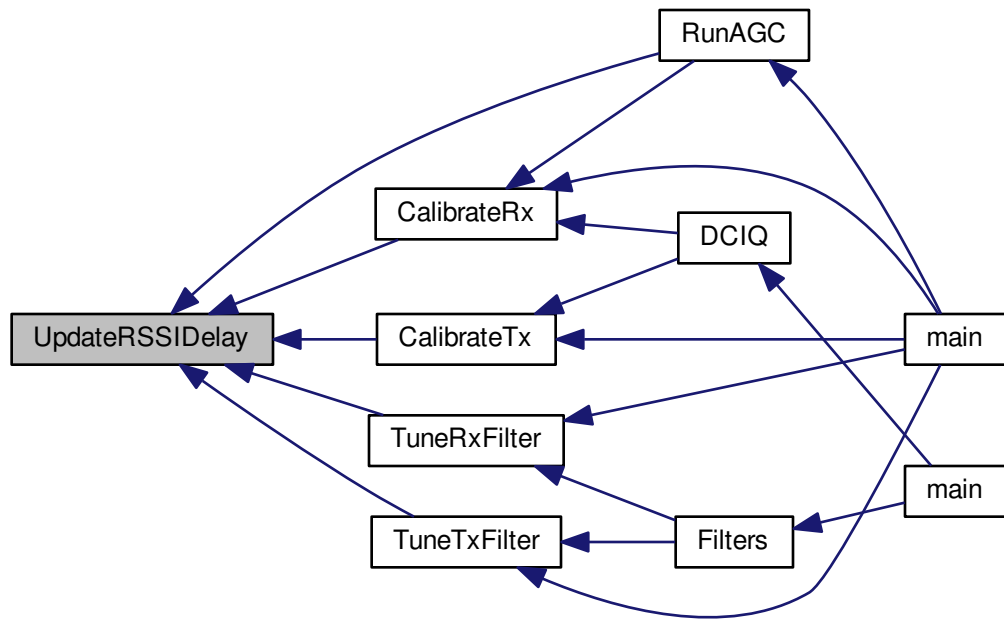 RunAGC
CalibrateRx
DCIQ
UpdateRSSIDelay
CalibrateTx
main
TuneRxFilter
main
TuneTxFilter
Filters